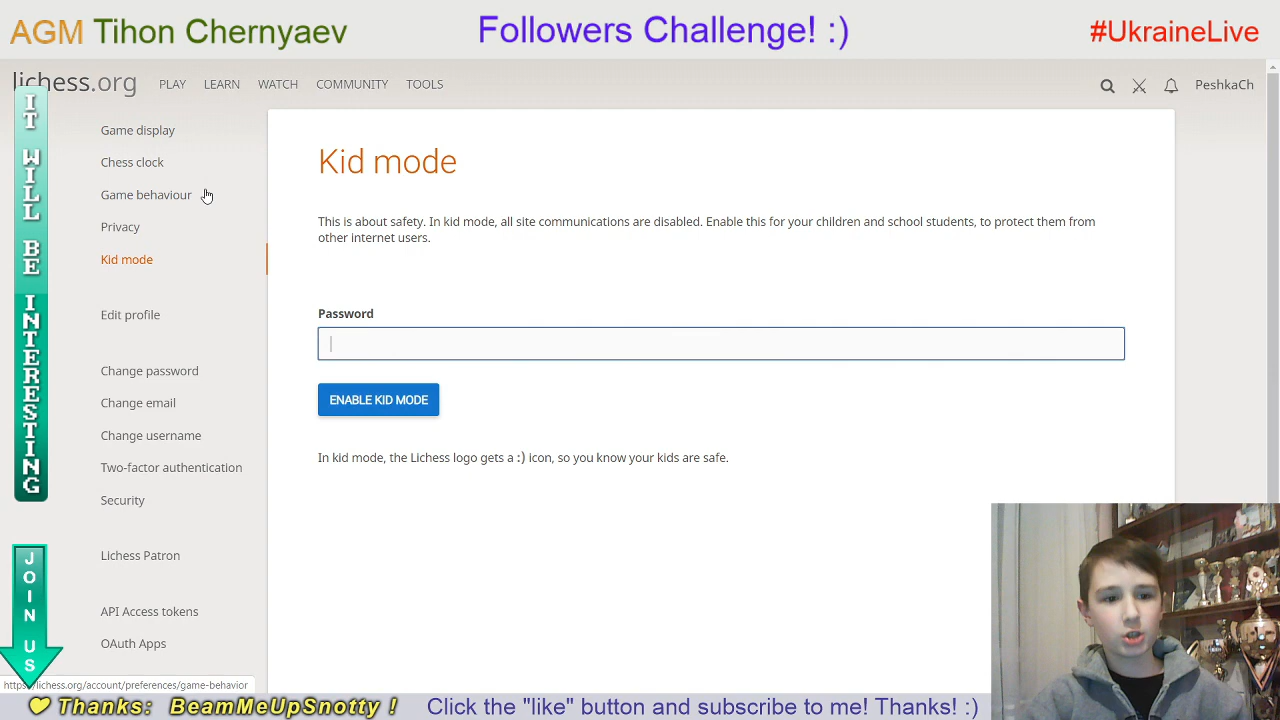 AGM Tihon Chernyaev
Followers Challenge! :)
#UkraineLive
lichess.org
PLAY
LEARN
WATCH
COMMUNITY
TOOLS
PeshkaCh
IT WILL BE INTERESTING
JOIN US
Game display
Chess clock
Game behaviour
Privacy
Kid mode
Edit profile
Change password
Change email
Change username
Two-factor authentication
Security
Lichess Patron
API Access tokens
OAuth Apps
Kid mode
This is about safety. In kid mode, all site communications are disabled. Enable this for your children and school students, to protect them from
other internet users.
Password
ENABLE KID MODE
In kid mode, the Lichess logo gets a :) icon, so you know your kids are safe.
https://lichess.org/account/preferences/game-behavior
Thanks: BeamMeUpSnotty !
Click the "like" button and subscribe to me! Thanks! :)